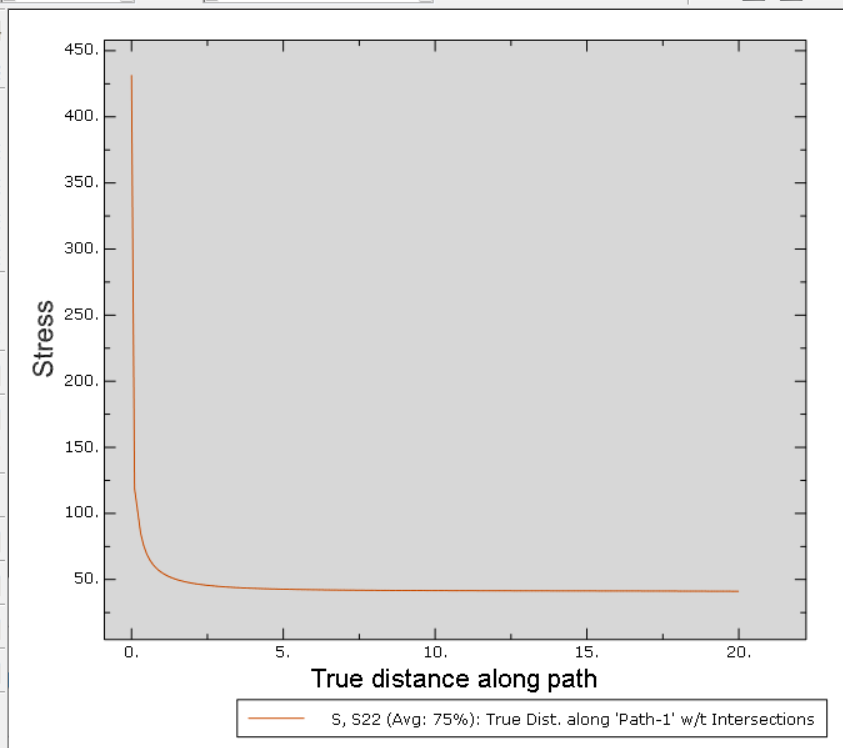 450.
400.
350.
300.
250.
200.
150.
100.
50.
Stress
0. 5. 10. 15. 20.
True distance along path
S, S22 (Avg: 75%): True Dist. along 'Path-1' w/t Intersections